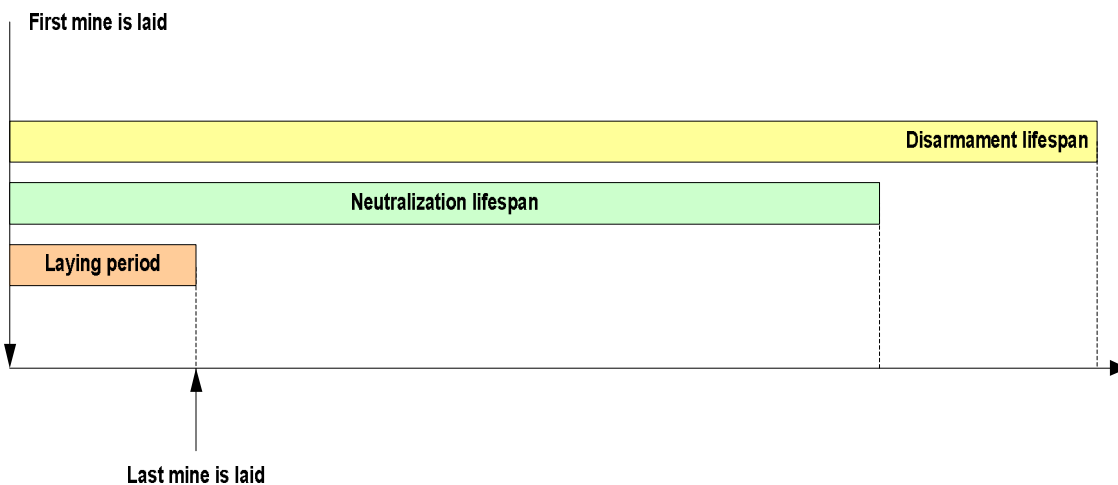 First mine is laid
Disarmament lifespan
Neutralization lifespan
Laying period
Last mine is laid